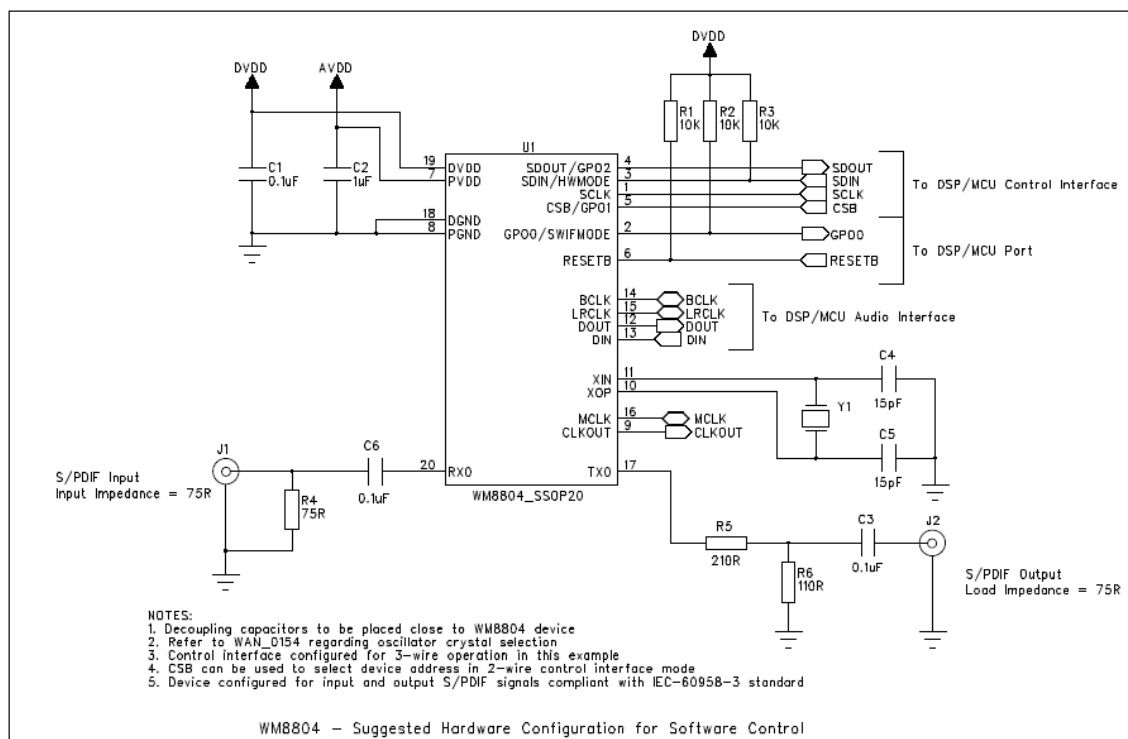 DVDD
DVDD AVDD
R1 R2 R3
10K 10K 10K
U1
C1
0.1uF
C2
1uF
19 DVDD
7 PVDD
18 DGND
8 PGND
SDOUT/GPO2 4 SDOUT
SDIN/HWMODE 3 SDIN
SCLK 1 SCLK
CSB/GPO1 5 CSB
To DSP/MCU Control Interface
GPO0/SWIFMODE 2 GPO0
RESETB 6 RESETB
To DSP/MCU Port
BCLK 14 BCLK
LRCLK 15 LRCLK
DOUT 12 DOUT
DIN 13 DIN
To DSP/MCU Audio Interface
XIN 11
XOP 10
C4
15pF
Y1
C5
15pF
MCLK 16 MCLK
CLKOUT 9 CLKOUT
J1
S/PDIF Input
Input Impedance = 75R
R4
75R
C6
0.1uF
20 RX0
TX0 17
WM8804_SSOP20
R5
210R
R6
110R
C3
0.1uF
J2
S/PDIF Output
Load Impedance = 75R
NOTES:
1. Decoupling capacitors to be placed close to WM8804 device
2. Refer to WAN_0154 regarding oscillator crystal selection
3. Control interface configured for 3-wire operation in this example
4. CSB can be used to select device address in 2-wire control interface mode
5. Device configured for input and output S/PDIF signals compliant with IEC-60958-3 standard
WM8804 - Suggested Hardware Configuration for Software Control